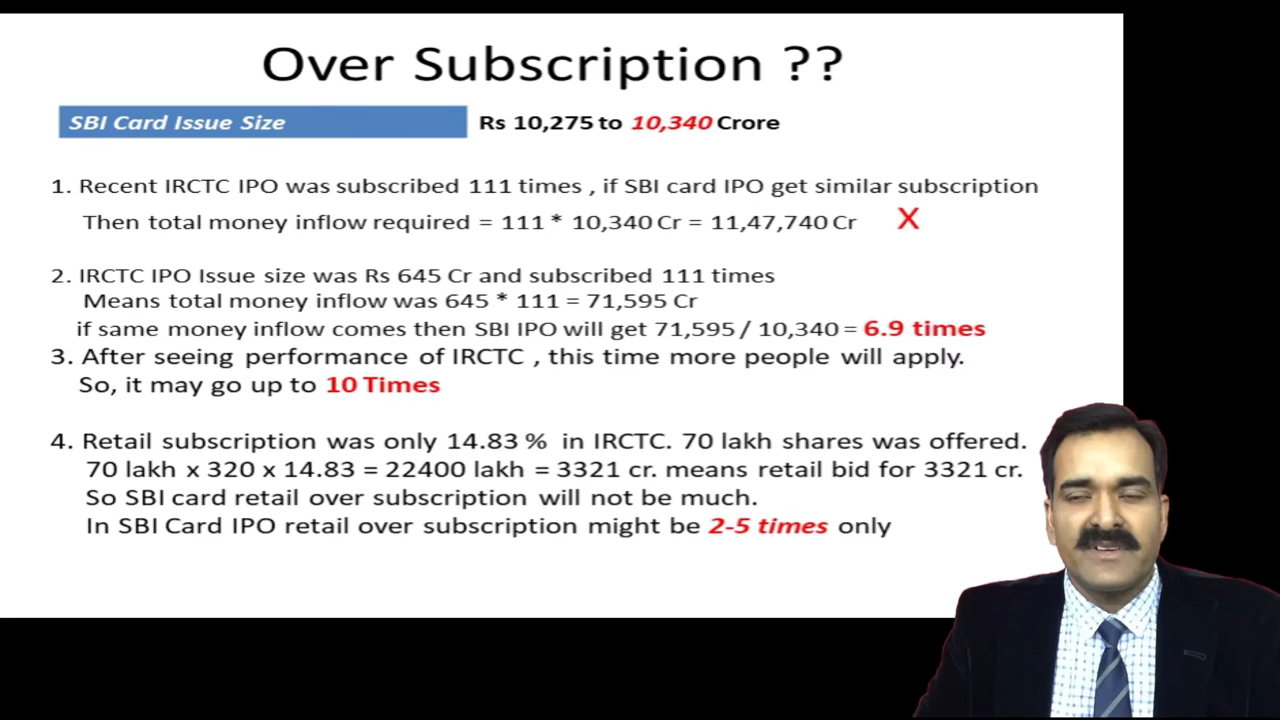 Over Subscription ??
SBI Card Issue Size Rs 10,275 to 10,340 Crore
1. Recent IRCTC IPO was subscribed 111 times , if SBI card IPO get similar subscription
Then total money inflow required = 111 * 10,340 Cr = 11,47,740 Cr X
2. IRCTC IPO Issue size was Rs 645 Cr and subscribed 111 times
Means total money inflow was 645 * 111 = 71,595 Cr
if same money inflow comes then SBI IPO will get 71,595 / 10,340 = 6.9 times
3. After seeing performance of IRCTC , this time more people will apply.
So, it may go up to 10 Times
4. Retail subscription was only 14.83 % in IRCTC. 70 lakh shares was offered.
70 lakh x 320 x 14.83 = 22400 lakh = 3321 cr. means retail bid for 3321 cr.
So SBI card retail over subscription will not be much.
In SBI Card IPO retail over subscription might be 2-5 times only